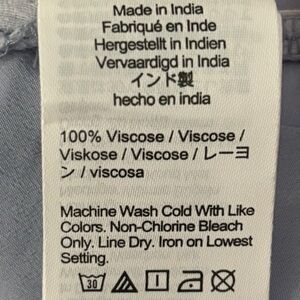 Made in India
Fabriqué en Inde
Hergestellt in Indien
Vervaardigd in India
インド製
hecho en india
100% Viscose / Viscose /
Viskose / Viscose / レーヨ
ン / viscosa
Machine Wash Cold With Like
Colors. Non-Chlorine Bleach
Only. Line Dry. Iron on Lowest
Setting.
30